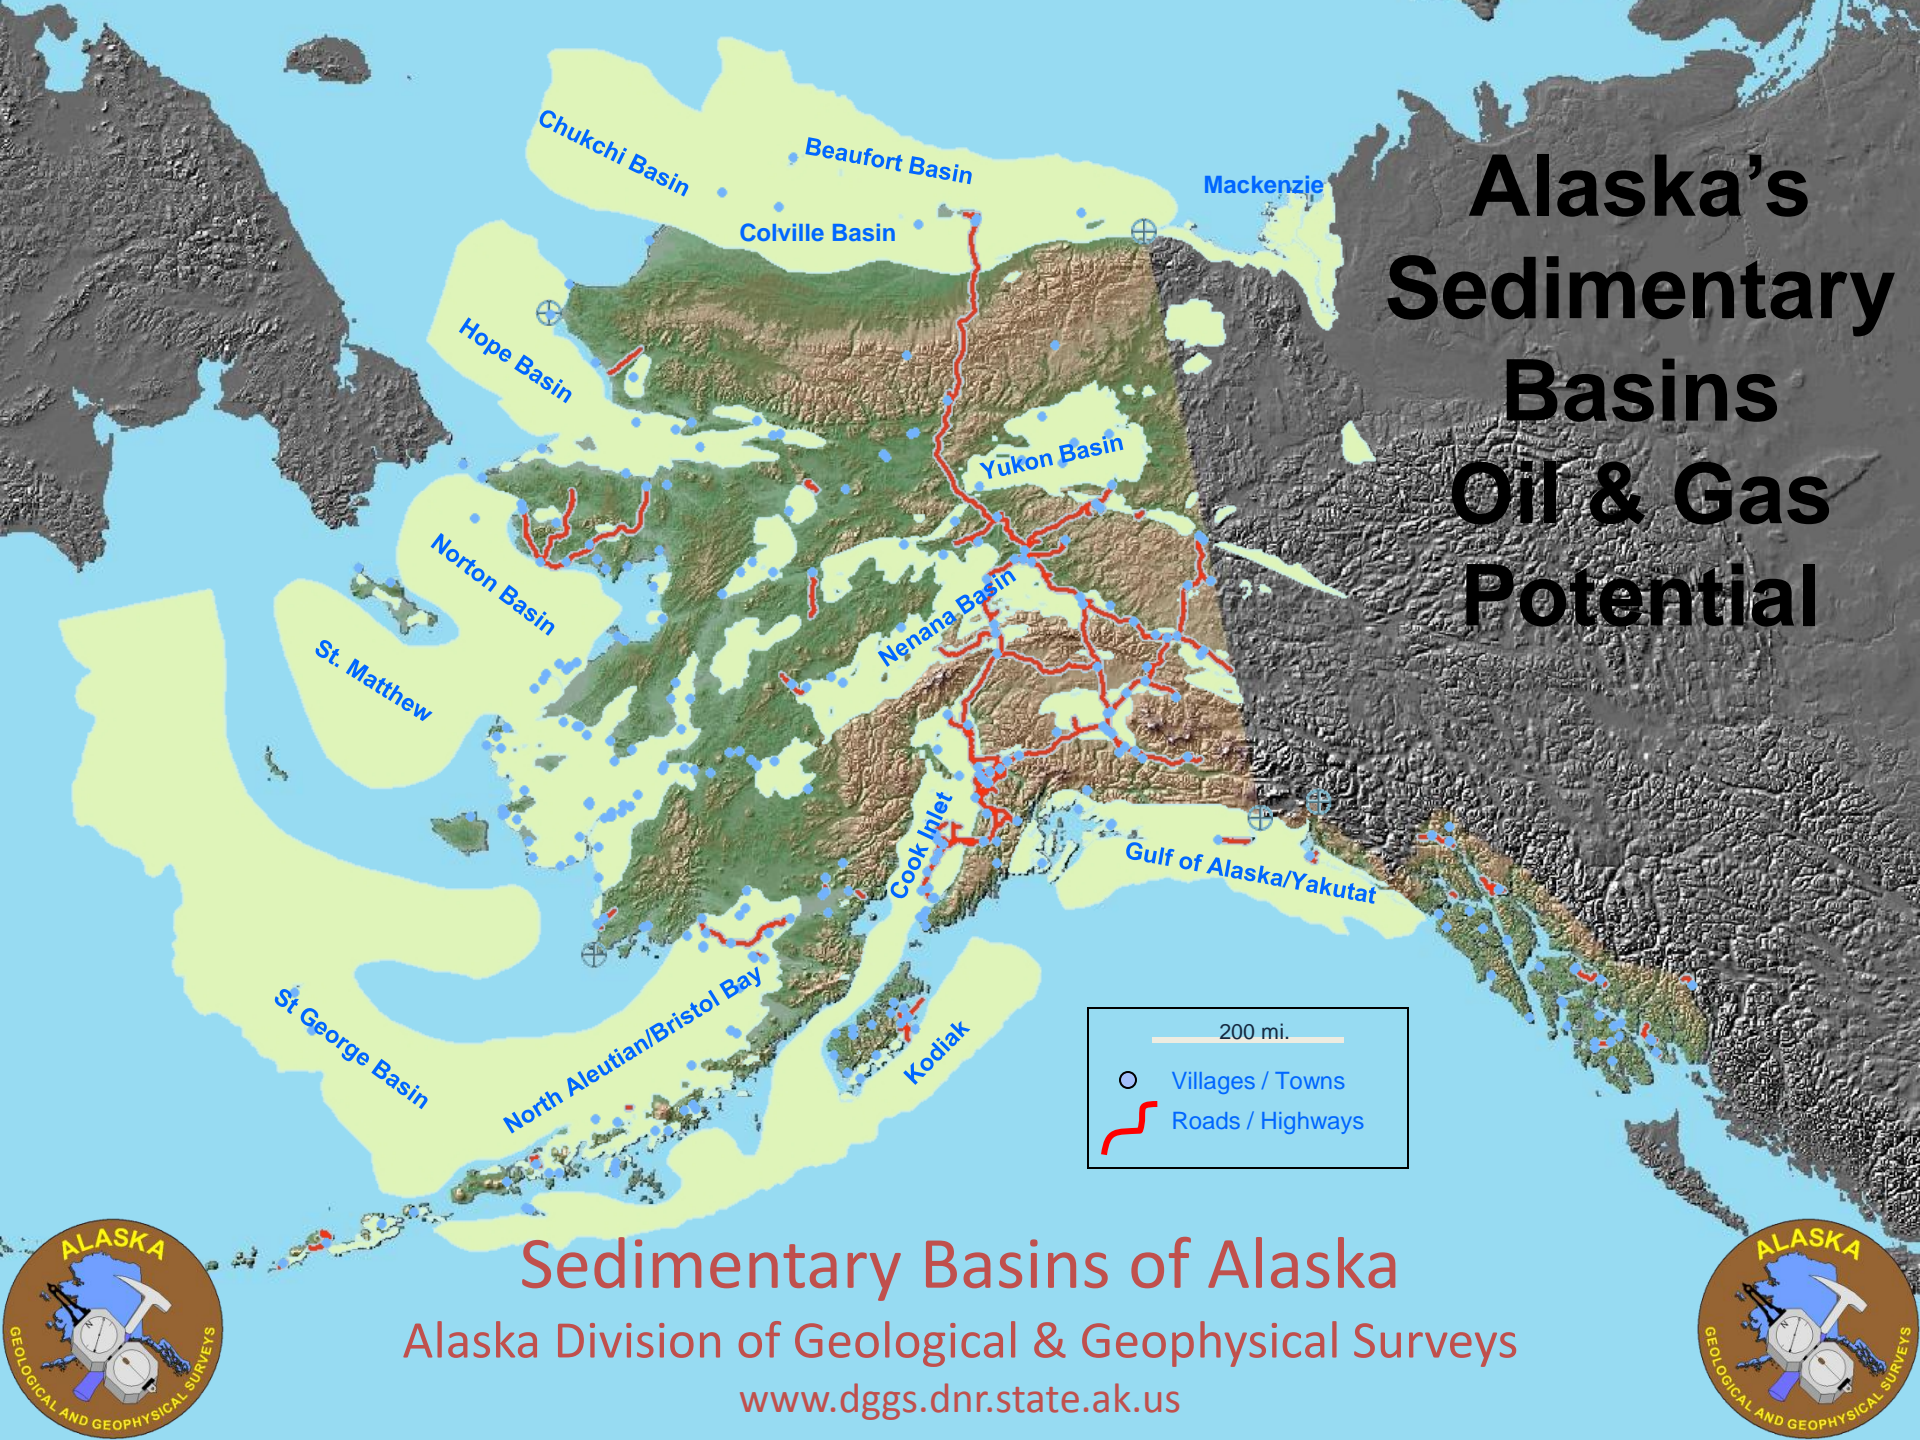 Alaska’s
Sedimentary
Basins
Oil & Gas
Potential
Chukchi Basin
Beaufort Basin
Mackenzie
Colville Basin
Hope Basin
Yukon Basin
Norton Basin
Nenana Basin
St. Matthew
Cook Inlet
Gulf of Alaska/Yakutat
St George Basin
North Aleutian/Bristol Bay
Kodiak
200 mi.
Villages / Towns
Roads / Highways
Sedimentary Basins of Alaska
Alaska Division of Geological & Geophysical Surveys
www.dggs.dnr.state.ak.us
ALASKA
N
GEOLOGICAL AND GEOPHYSICAL SURVEYS
ALASKA
N
GEOLOGICAL AND GEOPHYSICAL SURVEYS